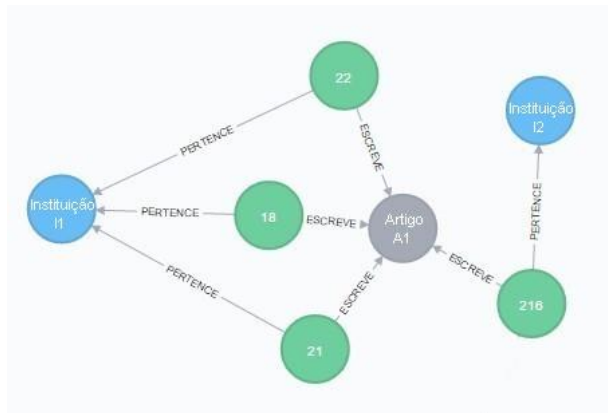 22
Instituição
I2
ESCREVE
PERTENCE
PERTENCE
Instituição
I1
PERTENCE
18
ESCREVE
Artigo
A1
PERTENCE
ESCREVE
ESCREVE
216
21